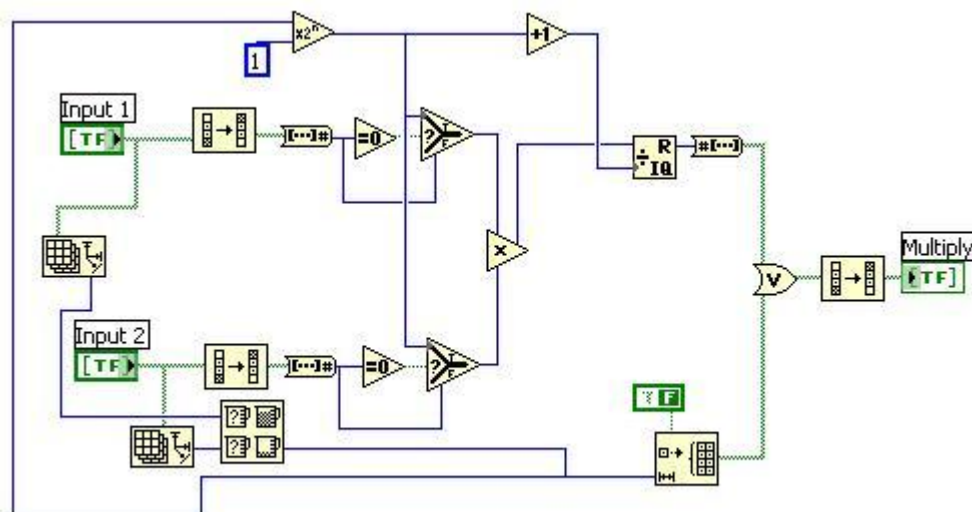 x2ⁿ
1
+1
Input 1
[TF]
[···]#
=0
?
T
F
÷
R
IQ
#[···]
x
Multiply
[TF]
V
Input 2
[TF]
[···]#
=0
?
T
F
?
?
F